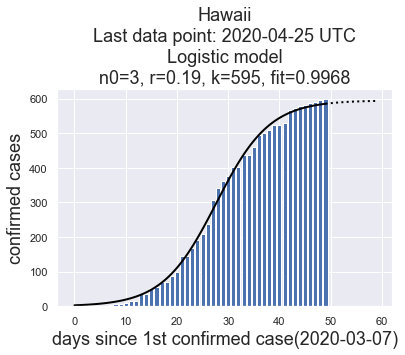 Hawaii
Last data point: 2020-04-25 UTC
Logistic model
n0=3, r=0.19, k=595, fit=0.9968
confirmed cases
600
500
400
300
200
100
0
0 10 20 30 40 50 60
days since 1st confirmed case(2020-03-07)